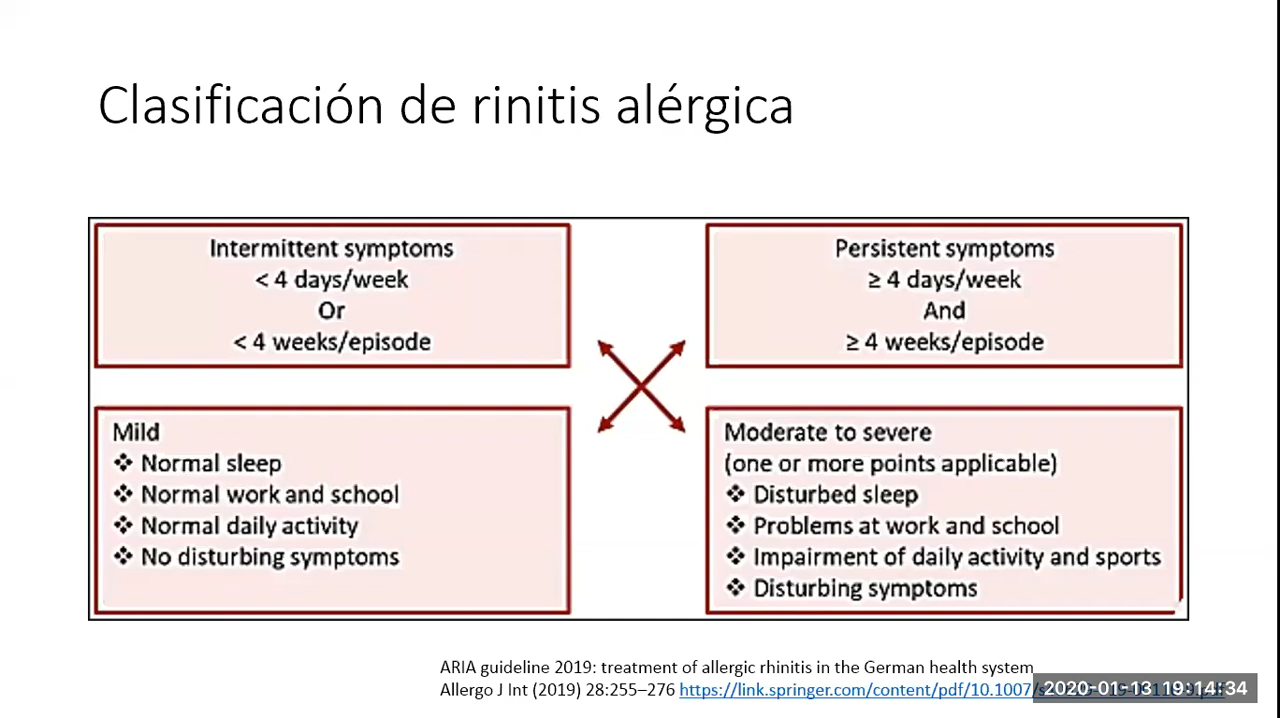 Clasificación de rinitis alérgica
Intermittent symptoms
< 4 days/week
Or
< 4 weeks/episode
Persistent symptoms
≥ 4 days/week
And
≥ 4 weeks/episode
Mild
❖ Normal sleep
❖ Normal work and school
❖ Normal daily activity
❖ No disturbing symptoms
Moderate to severe
(one or more points applicable)
❖ Disturbed sleep
❖ Problems at work and school
❖ Impairment of daily activity and sports
❖ Disturbing symptoms
ARIA guideline 2019: treatment of allergic rhinitis in the German health system
Allergo J Int (2019) 28:255–276 https://link.springer.com/content/pdf/10.1007/
2020-01-13 19:14:34